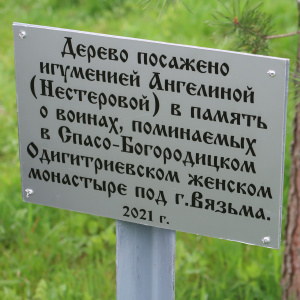 Дерево посажено
игуменией Ангелиной
(Нестеровой) в память
о воинах, поминаемых
в Спасо-Богородицком
Одигитриевском женском
монастыре под г.Вязьма.
2021 г.